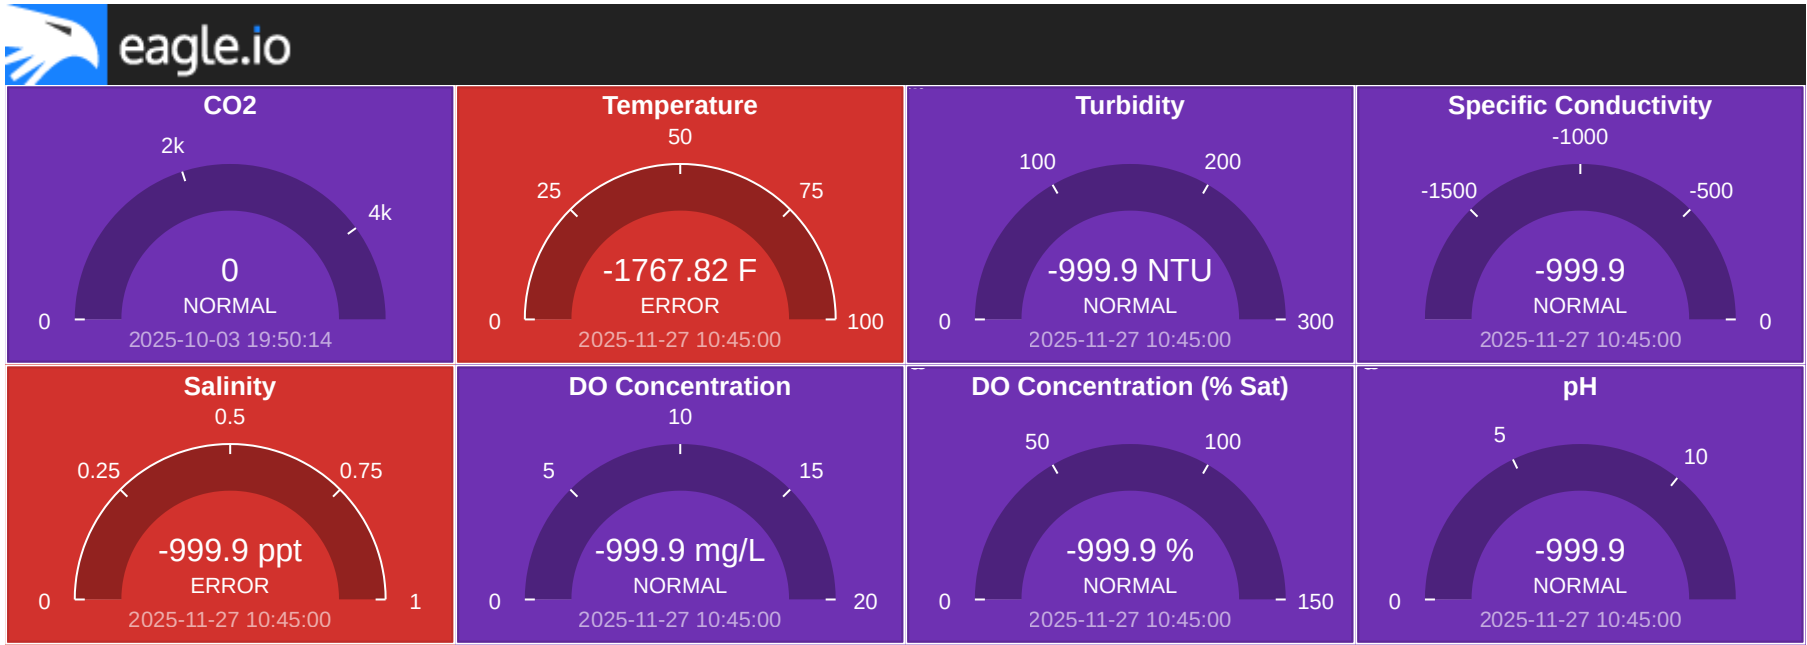 eagle.io
CO2
2k
4k
0
0
NORMAL
2025-10-03 19:50:14
Temperature
50
25
75
-1767.82 F
ERROR
0
100
2025-11-27 10:45:00
Turbidity
100
200
-999.9 NTU
NORMAL
0
300
2025-11-27 10:45:00
Specific Conductivity
-1000
-1500
-500
-999.9
NORMAL
0
2025-11-27 10:45:00
Salinity
0.5
0.25
0.75
-999.9 ppt
ERROR
0
1
2025-11-27 10:45:00
DO Concentration
10
5
15
-999.9 mg/L
NORMAL
0
20
2025-11-27 10:45:00
DO Concentration (% Sat)
50
100
-999.9 %
NORMAL
0
150
2025-11-27 10:45:00
pH
5
10
-999.9
NORMAL
0
2025-11-27 10:45:00